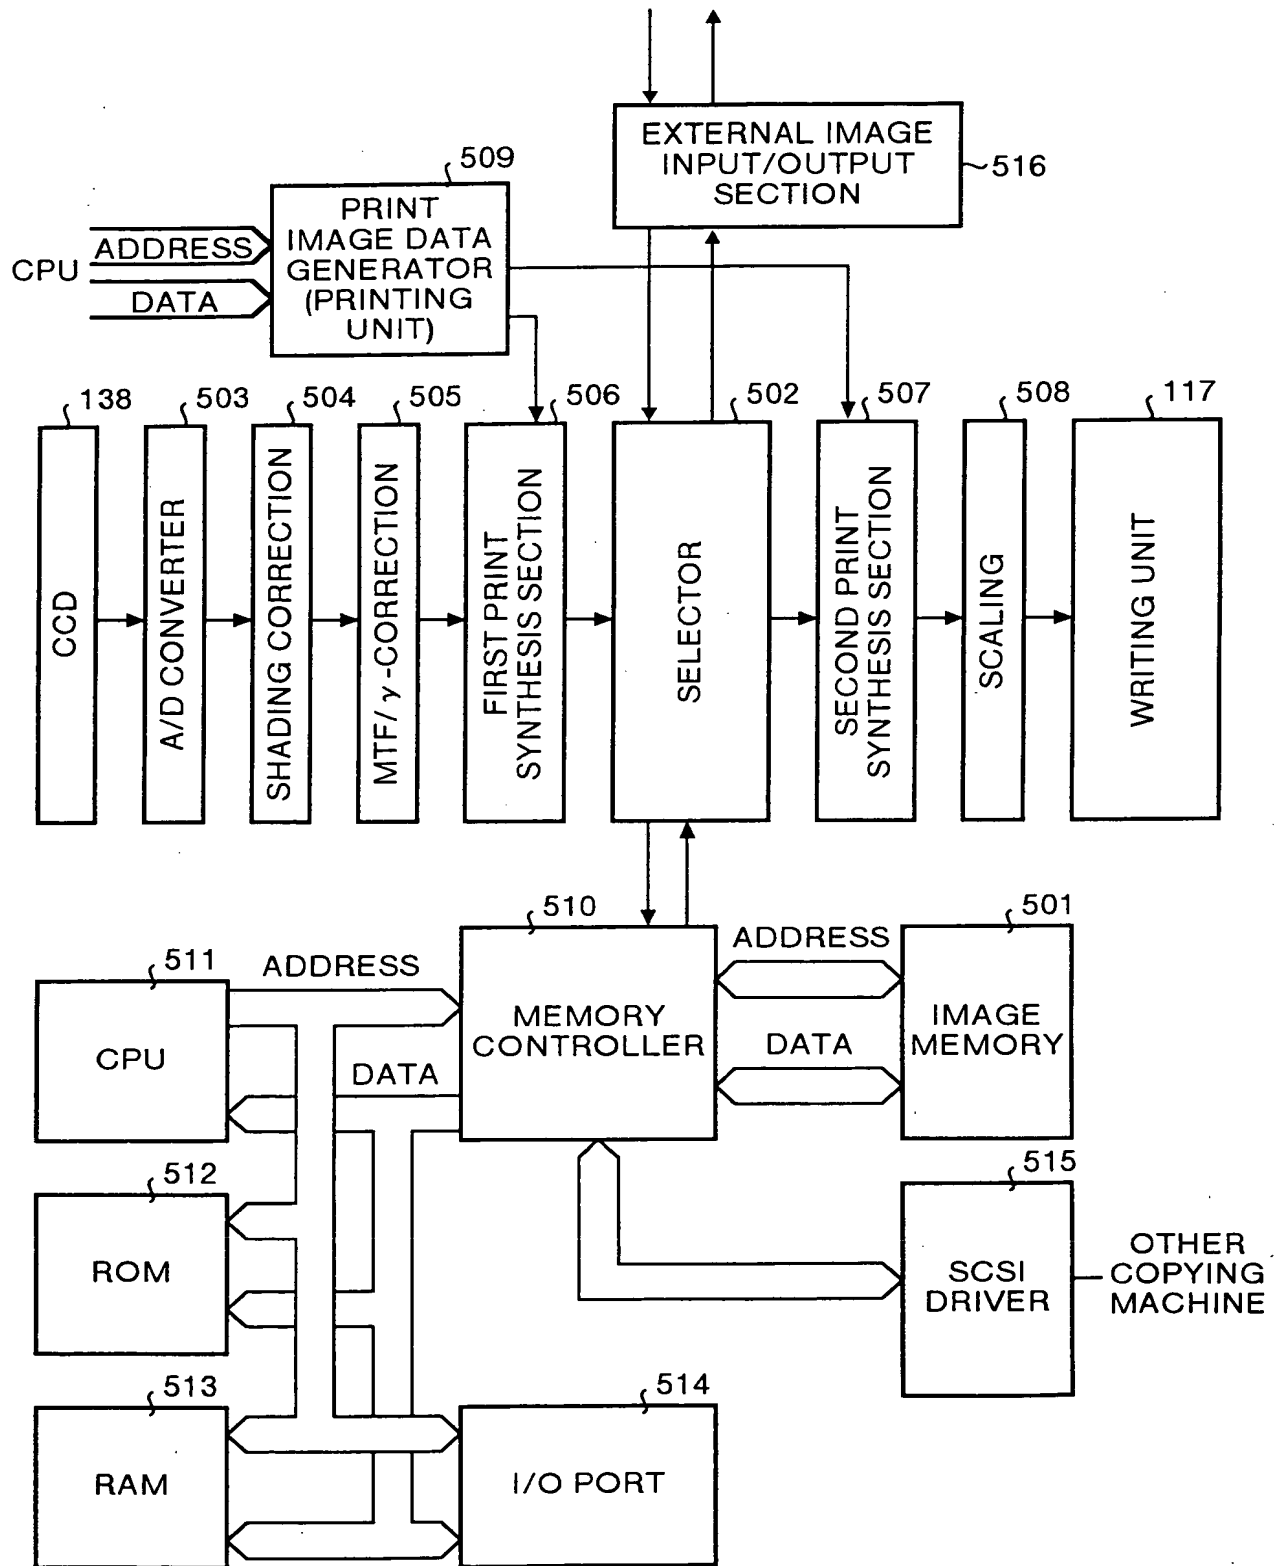 EXTERNAL IMAGE
INPUT/OUTPUT
SECTION
516
509
PRINT
IMAGE DATA
GENERATOR
(PRINTING
UNIT)
CPU
ADDRESS
DATA
138
503
504
505
506
502
507
508
117
CCD
A/D CONVERTER
SHADING CORRECTION
MTF/γ-CORRECTION
FIRST PRINT
SYNTHESIS SECTION
SELECTOR
SECOND PRINT
SYNTHESIS SECTION
SCALING
WRITING UNIT
510
501
511
ADDRESS
ADDRESS
CPU
MEMORY
CONTROLLER
IMAGE
MEMORY
DATA
DATA
512
515
ROM
SCSI
DRIVER
OTHER
COPYING
MACHINE
513
514
RAM
I/O PORT